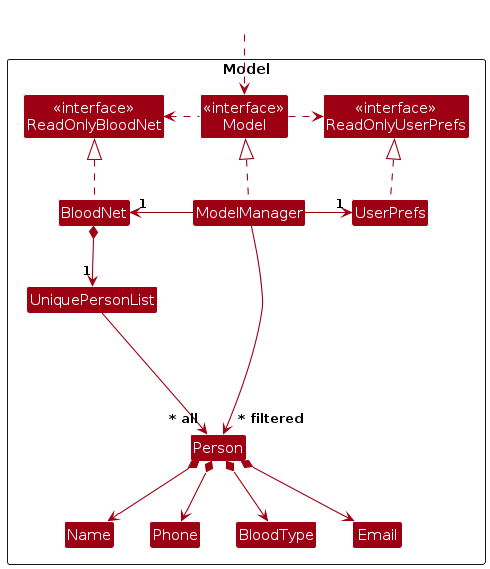 Model
«interface»
ReadOnlyBloodNet
«interface»
Model
«interface»
ReadOnlyUserPrefs
1
1
BloodNet
ModelManager
UserPrefs
1
UniquePersonList
* all
* filtered
Person
Name
Phone
BloodType
Email